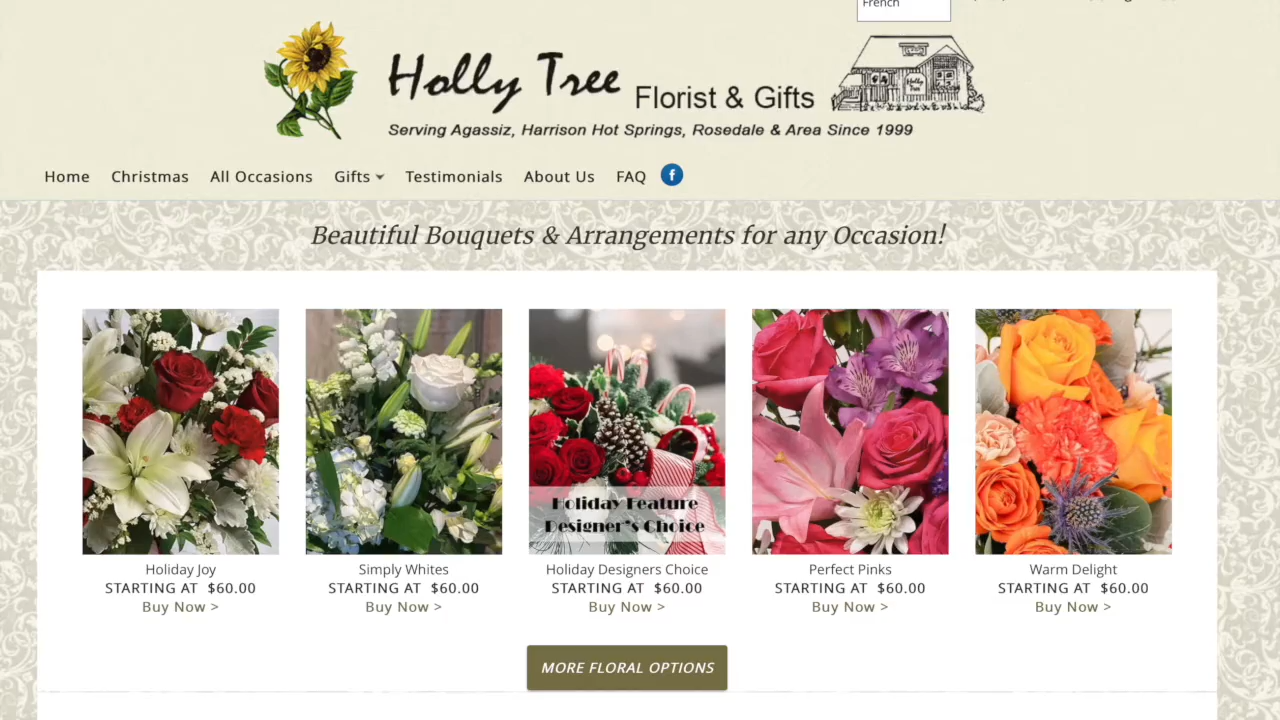 French
Holly Tree Florist & Gifts
Holly
Tree
Serving Agassiz, Harrison Hot Springs, Rosedale & Area Since 1999
Home Christmas All Occasions Gifts Testimonials About Us FAQ f
Beautiful Bouquets & Arrangements for any Occasion!
Holiday Feature
Designer's Choice
Holiday Joy Simply Whites Holiday Designers Choice Perfect Pinks Warm Delight
STARTING AT $60.00 STARTING AT $60.00 STARTING AT $60.00 STARTING AT $60.00 STARTING AT $60.00
Buy Now > Buy Now > Buy Now > Buy Now > Buy Now >
MORE FLORAL OPTIONS